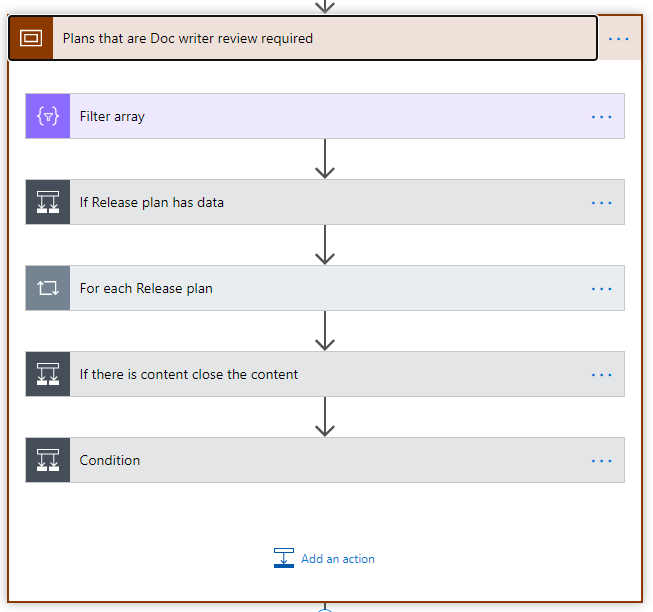 Plans that are Doc writer review required
Filter array
If Release plan has data
For each Release plan
If there is content close the content
Condition
Add an action